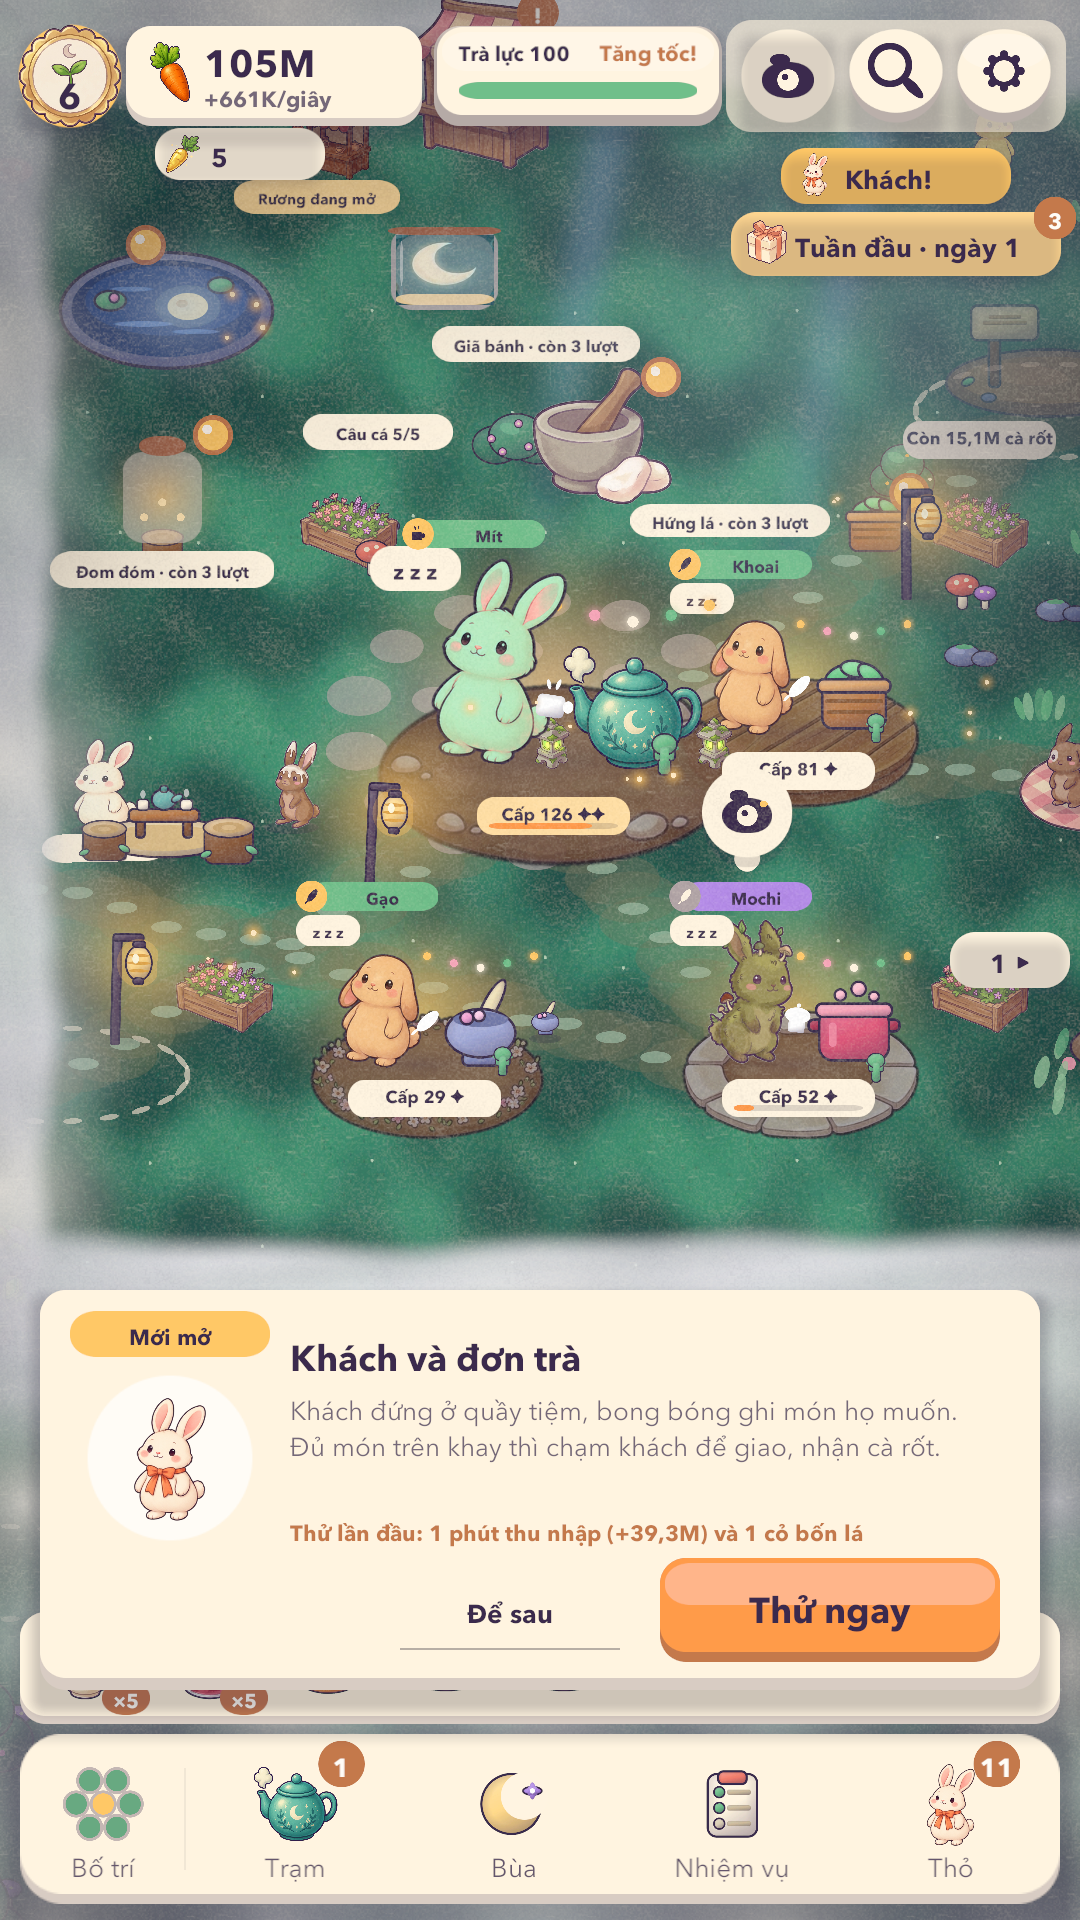 !
6
105M
+661K/giây
Trà lực 100
Tăng tốc!
5
Rương đang mở
Khách!
3
Tuần đầu · ngày 1
Giã bánh · còn 3 lượt
Câu cá 5/5
Còn 15,1M cà rốt
Hứng lá · còn 3 lượt
Đom đóm · còn 3 lượt
Mít
z z z
Khoai
z z z
Cấp 81
Cấp 126
Gạo
z z z
Mochi
z z z
1
Cấp 29
Cấp 52
Mới mở
Khách và đơn trà
Khách đứng ở quầy tiệm, bong bóng ghi món họ muốn.
Đủ món trên khay thì chạm khách để giao, nhận cà rốt.
Thử lần đầu: 1 phút thu nhập (+39,3M) và 1 cỏ bốn lá
Để sau
Thử ngay
×5
×5
1
11
Bố trí
Trạm
Bùa
Nhiệm vụ
Thỏ